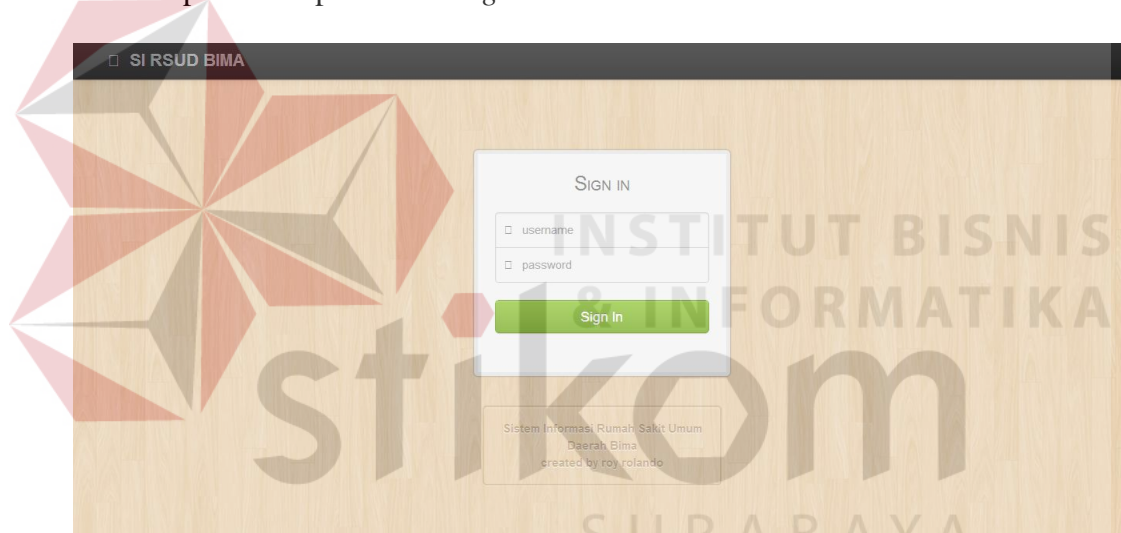 SI RSUD BIMA
SIGN IN
username
password
Sign In
Sistem Informasi Rumah Sakit Umum
Daerah Bima
created by roy rolando
INSTITUT BISNIS
& INFORMATIKA
stikom
SURABAYA